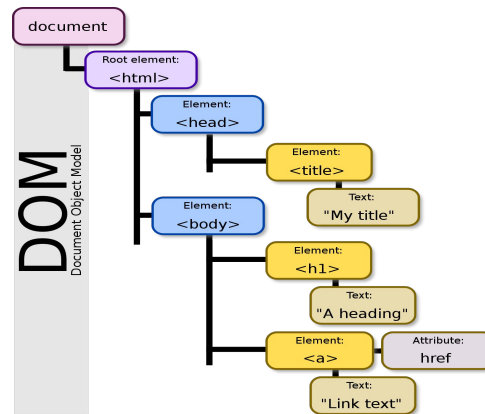 document
Root element:
<html>
Element:
<head>
Element:
<title>
Text:
"My title"
Element:
<body>
Element:
<h1>
Text:
"A heading"
Element:
<a>
Attribute:
href
Text:
"Link text"
DOM
Document Object Model